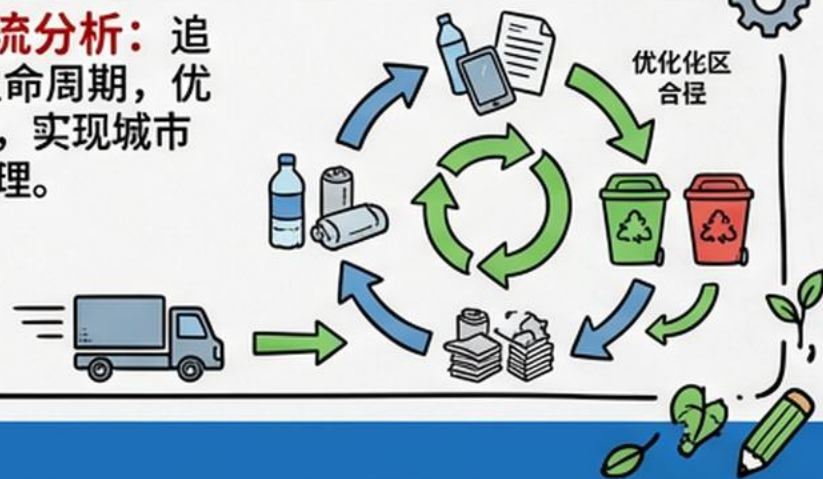 流分析：追
命周期，优
，实现城市
理。
优化化区
合径